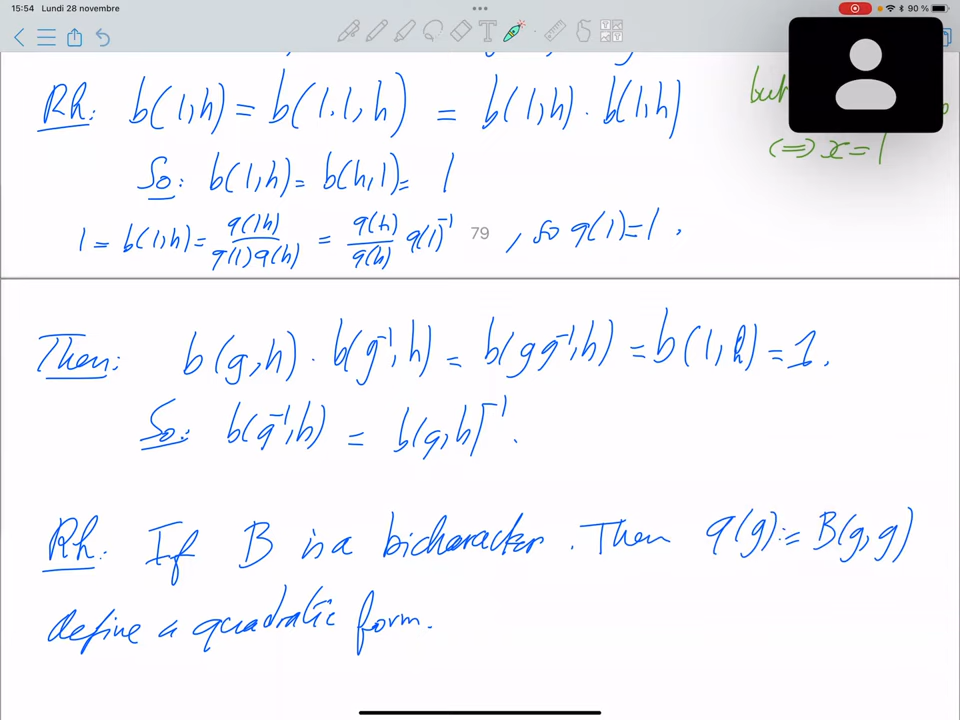 15:54 Lundi 28 novembre
90 %
Rk: b(1,h) = b(1.1,h) = b(1,h) . b(1,h)
but
(=) x=1
So: b(1,h) = b(h,1) = 1
1 = b(1,h) = q(1h)/q(1)q(h) = q(h)/q(h) q(1)⁻¹ , so q(1)=1.
79
Then: b(g,h) . b(g⁻¹,h) = b(gg⁻¹,h) = b(1,h) = 1.
So: b(g⁻¹,h) = b(g,h)⁻¹.
Rk: If B is a bicharacter. Then q(g) := B(g,g)
define a quadratic form.